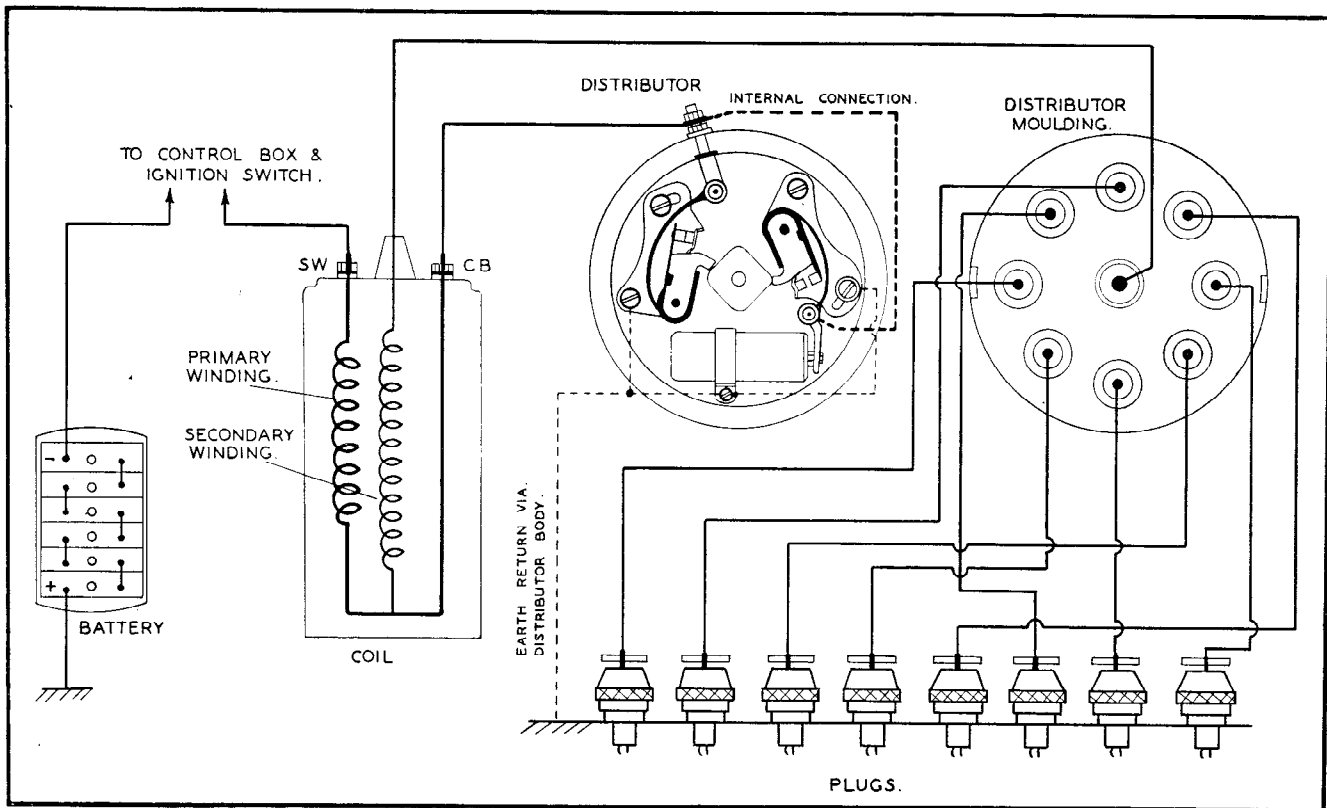 DISTRIBUTOR
INTERNAL CONNECTION.
DISTRIBUTOR
MOULDING.
TO CONTROL BOX &
IGNITION SWITCH.
SW
CB
PRIMARY
WINDING.
SECONDARY
WINDING.
-
+
BATTERY
COIL
EARTH RETURN VIA.
DISTRIBUTOR BODY.
PLUGS.